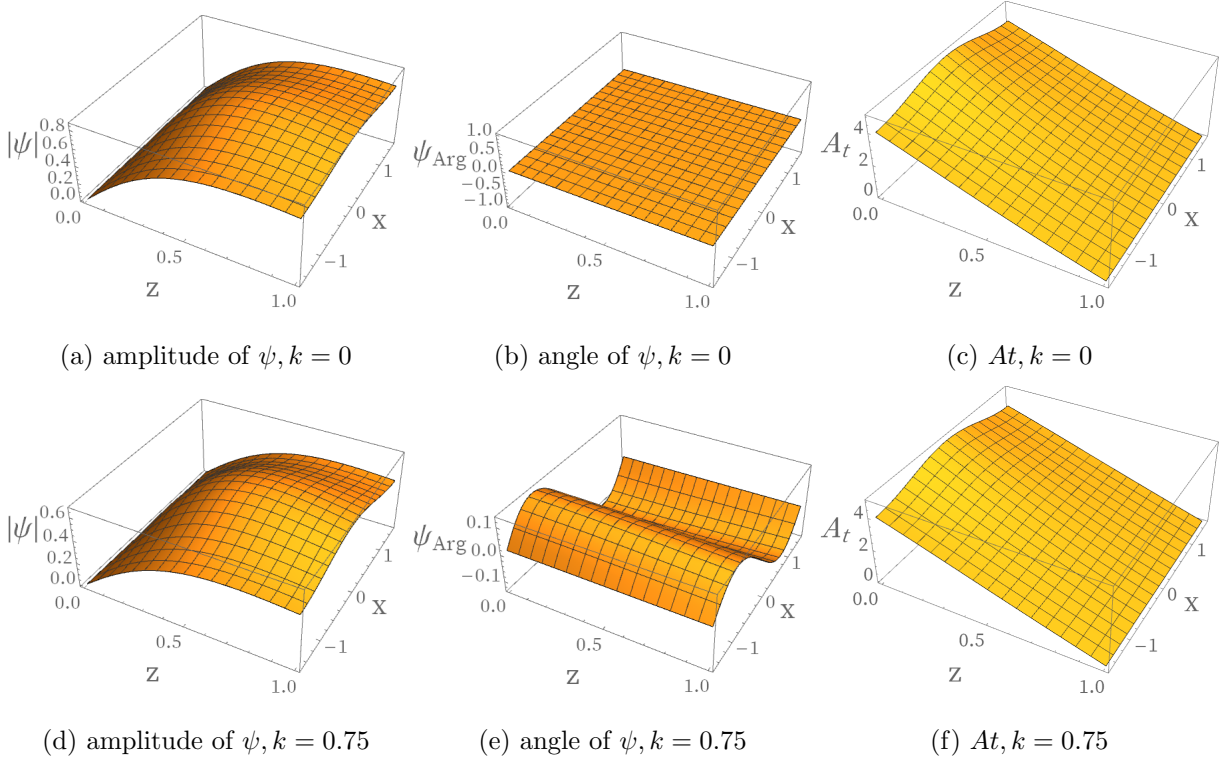 0.8
0.6
|ψ| 0.4
0.2
0.0
0.0
0.5
z
1.0
−1
0
x
1
1.0
0.5
ψArg 0.0
−0.5
−1.0
0.0
0.5
z
1.0
−1
0
x
1
4
At 2
0
0.0
0.5
z
1.0
−1
0
x
1
(a) amplitude of ψ, k = 0
(b) angle of ψ, k = 0
(c) At, k = 0
0.6
|ψ| 0.4
0.2
0.0
0.0
0.5
z
1.0
−1
0
x
1
0.1
ψArg 0.0
−0.1
0.0
0.5
z
1.0
−1
0
x
1
4
At 2
0
0.0
0.5
z
1.0
−1
0
x
1
(d) amplitude of ψ, k = 0.75
(e) angle of ψ, k = 0.75
(f) At, k = 0.75